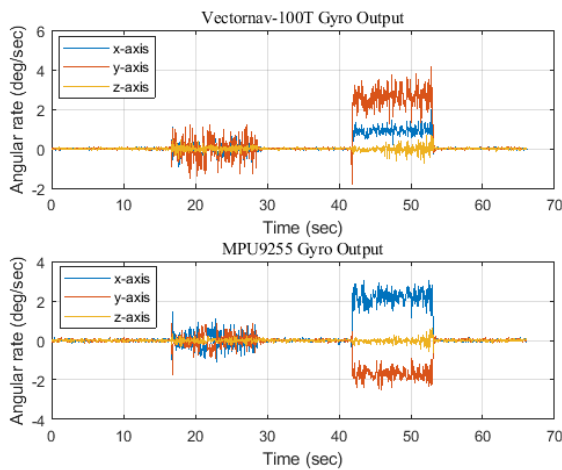 Vectornav-100T Gyro Output
Angular rate (deg/sec)
6
4
2
0
-2
x-axis
y-axis
z-axis
0 10 20 30 40 50 60 70
Time (sec)
MPU9255 Gyro Output
Angular rate (deg/sec)
4
2
0
-2
-4
x-axis
y-axis
z-axis
0 10 20 30 40 50 60 70
Time (sec)